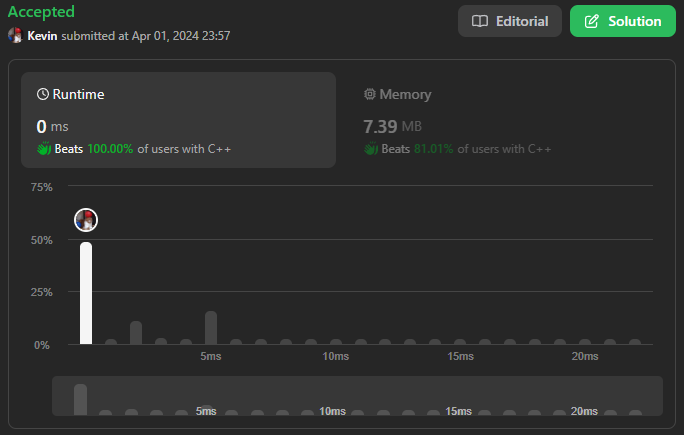 Accepted
Editorial
Solution
Kevin submitted at Apr 01, 2024 23:57
Runtime
Memory
0 ms
7.39 MB
Beats 100.00% of users with C++
Beats 81.01% of users with C++
75%
50%
25%
0%
5ms 10ms 15ms 20ms
5ms 10ms 15ms 20ms